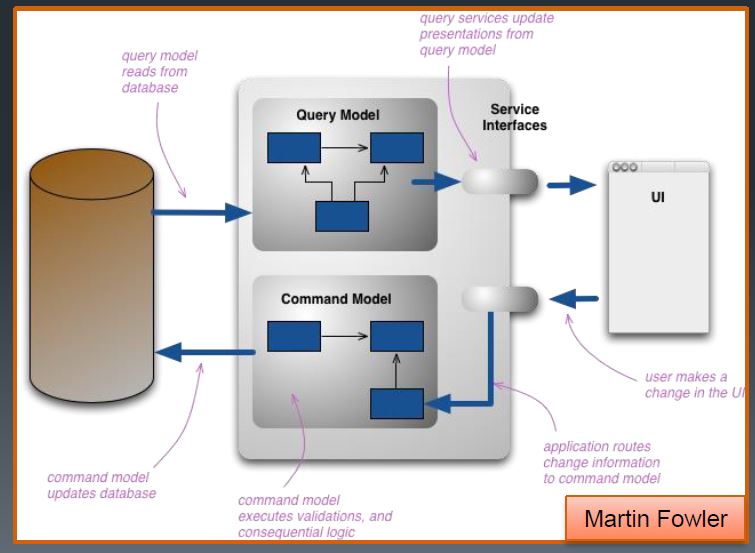 query services update
presentations from
query model
query model
reads from
database
Query Model
Service
Interfaces
UI
Command Model
user makes a
change in the UI
application routes
change information
to command model
command model
updates database
command model
executes validations, and
consequential logic
Martin Fowler